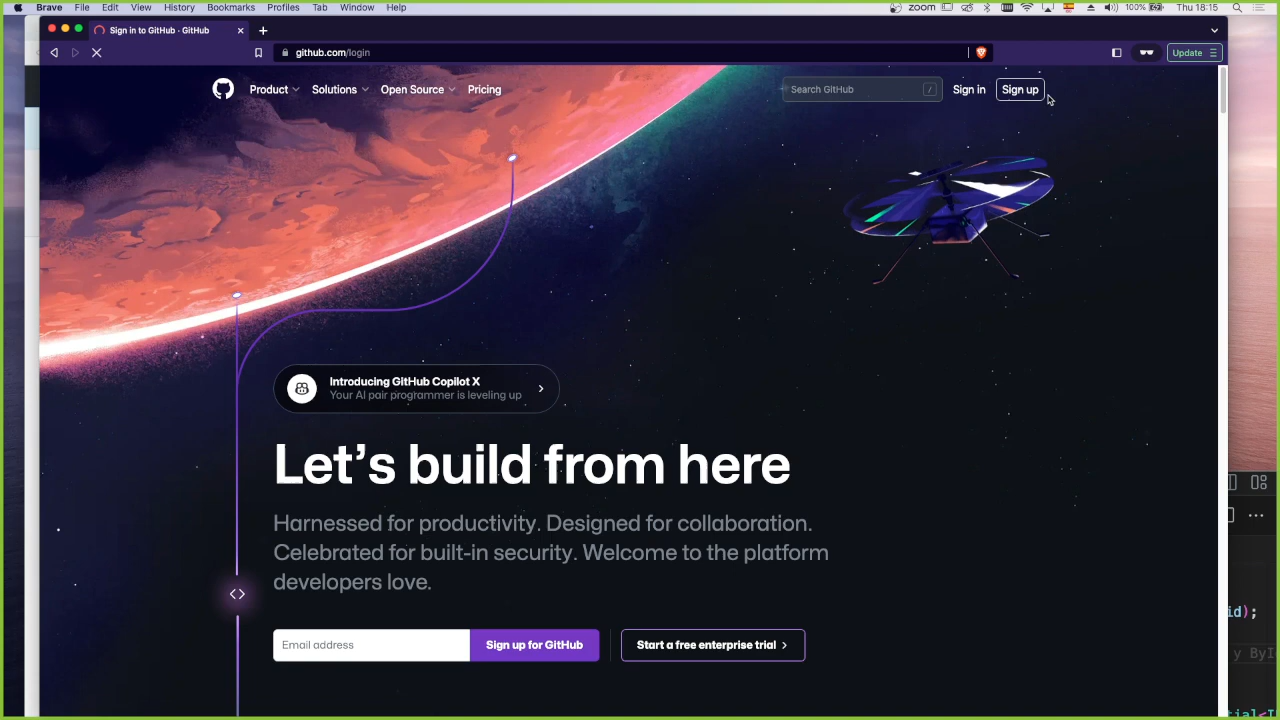 Brave File Edit View History Bookmarks Profiles Tab Window Help zoom 100% Thu 18:15
Sign in to GitHub · GitHub
github.com/login
Update
Product Solutions Open Source Pricing Search GitHub / Sign in Sign up
Introducing GitHub Copilot X
Your AI pair programmer is leveling up
Let's build from here
Harnessed for productivity. Designed for collaboration.
Celebrated for built-in security. Welcome to the platform
developers love.
Email address Sign up for GitHub Start a free enterprise trial
id);
y ByI